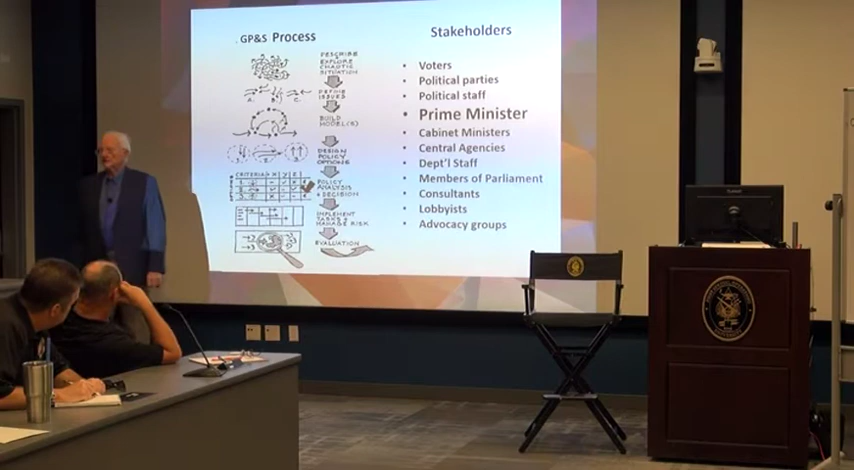 GP&S Process
DESCRIBE
EXPLORE
CHAOTIC
SITUATION
DEFINE
ISSUES
BUILD
MODEL(S)
DESIGN
POLICY
OPTIONS
CRITERIA
POLICY
ANALYSIS
+ DECISION
IMPLEMENT
TASKS +
MANAGE RISK
EVALUATION
Stakeholders
• Voters
• Political parties
• Political staff
• Prime Minister
• Cabinet Ministers
• Central Agencies
• Dept'l Staff
• Members of Parliament
• Consultants
• Lobbyists
• Advocacy groups